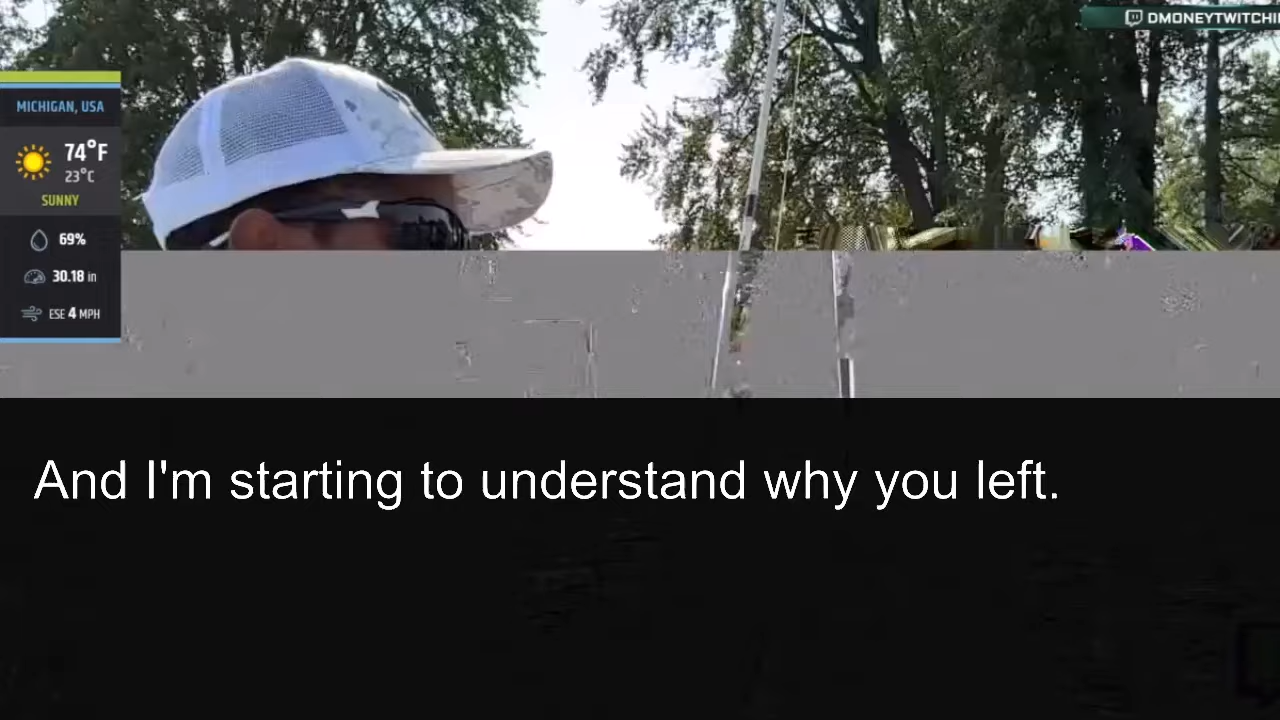 DMONEYTWITCHI
MICHIGAN, USA
74°F
23°C
SUNNY
69%
30.18 in
ESE 4 MPH
And I'm starting to understand why you left.